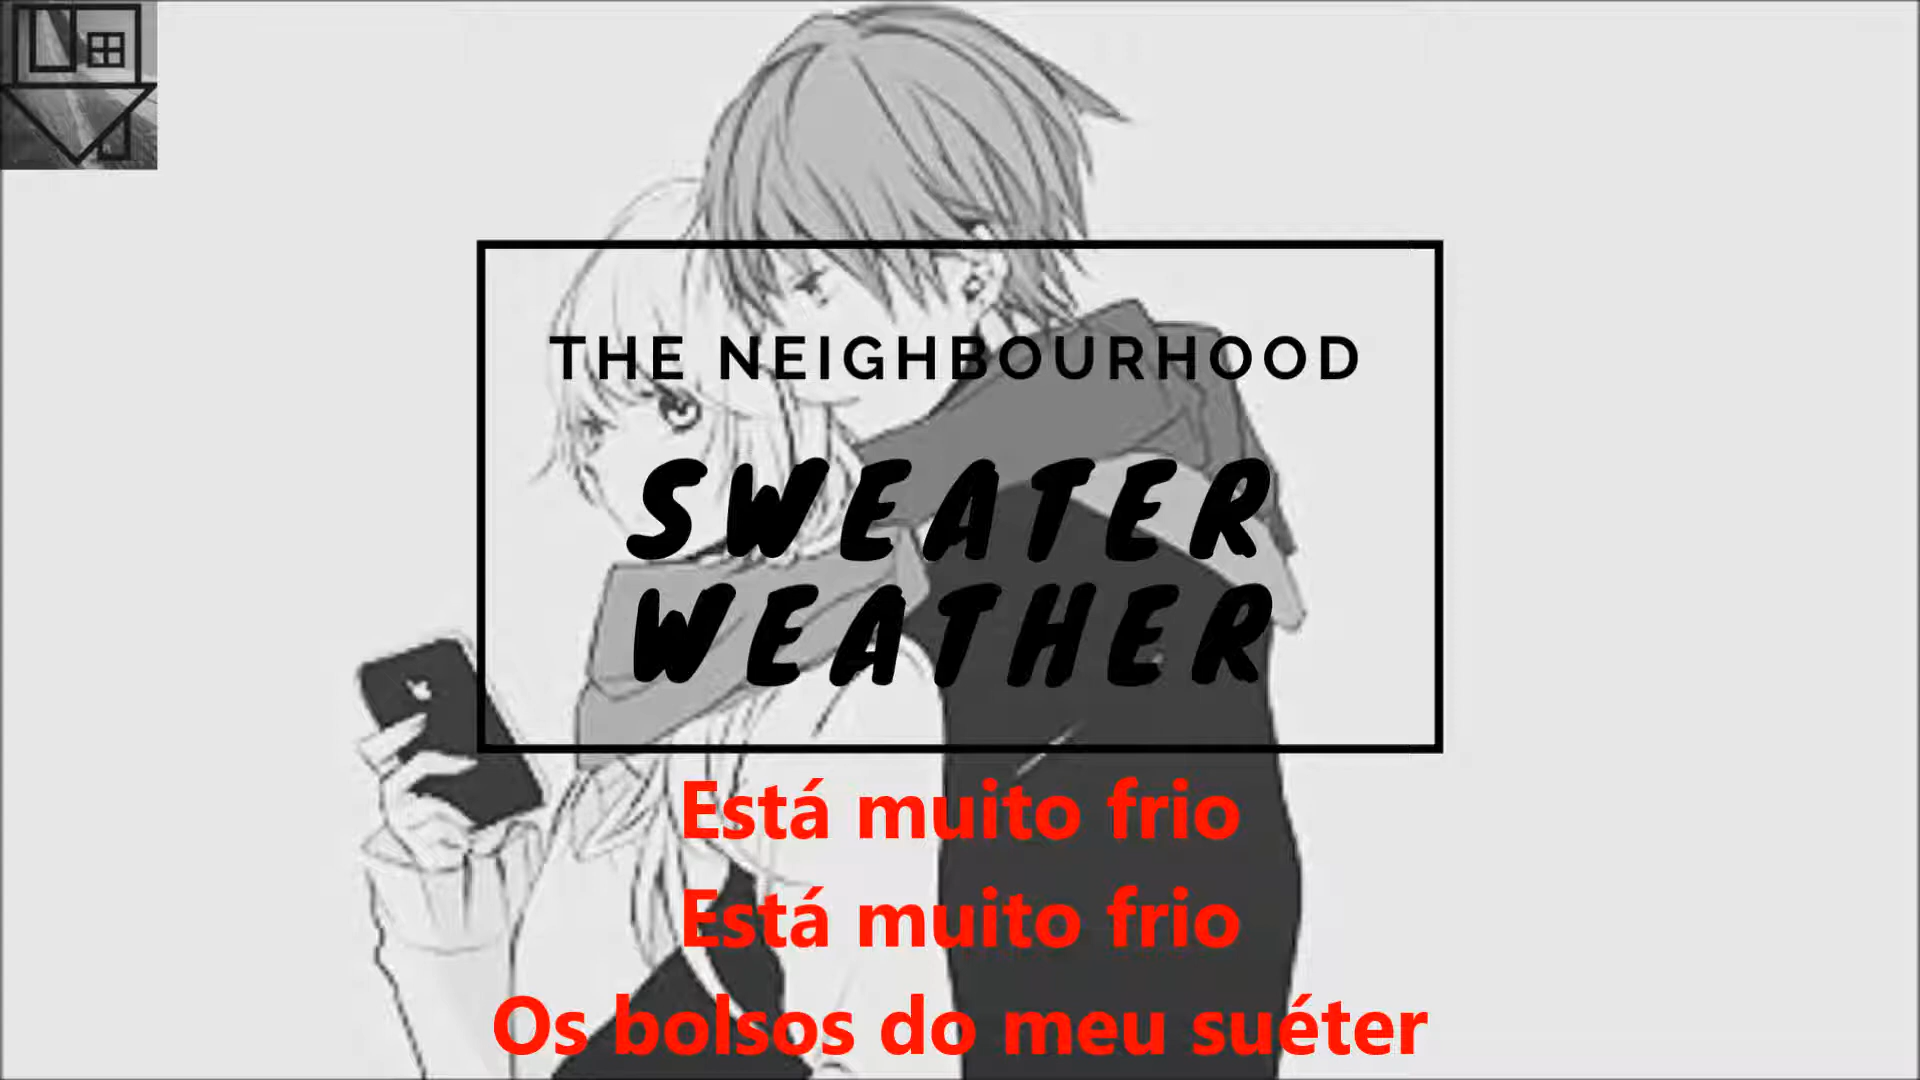 THE NEIGHBOURHOOD
SWEATER
WEATHER
Está muito frio
Está muito frio
Os bolsos do meu suéter